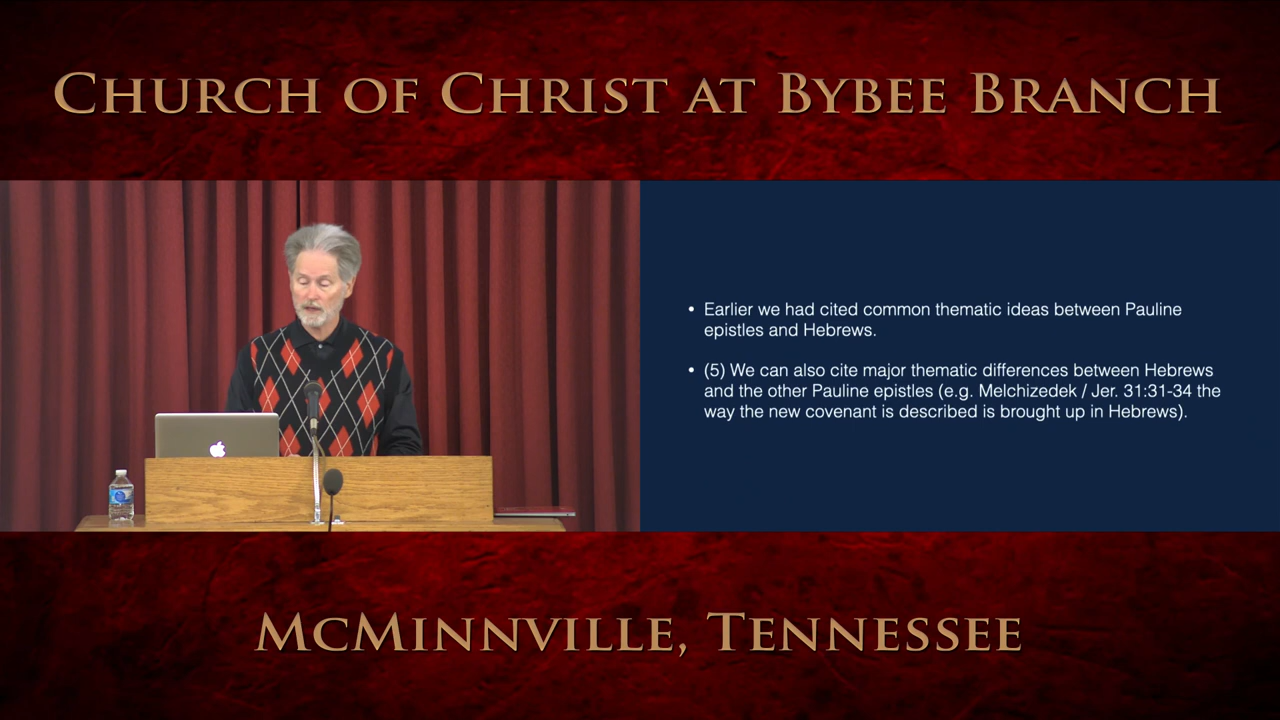 CHURCH OF CHRIST AT BYBEE BRANCH
• Earlier we had cited common thematic ideas between Pauline
epistles and Hebrews.
• (5) We can also cite major thematic differences between Hebrews
and the other Pauline epistles (e.g. Melchizedek / Jer. 31:31-34 the
way the new covenant is described is brought up in Hebrews).
MCMINNVILLE, TENNESSEE